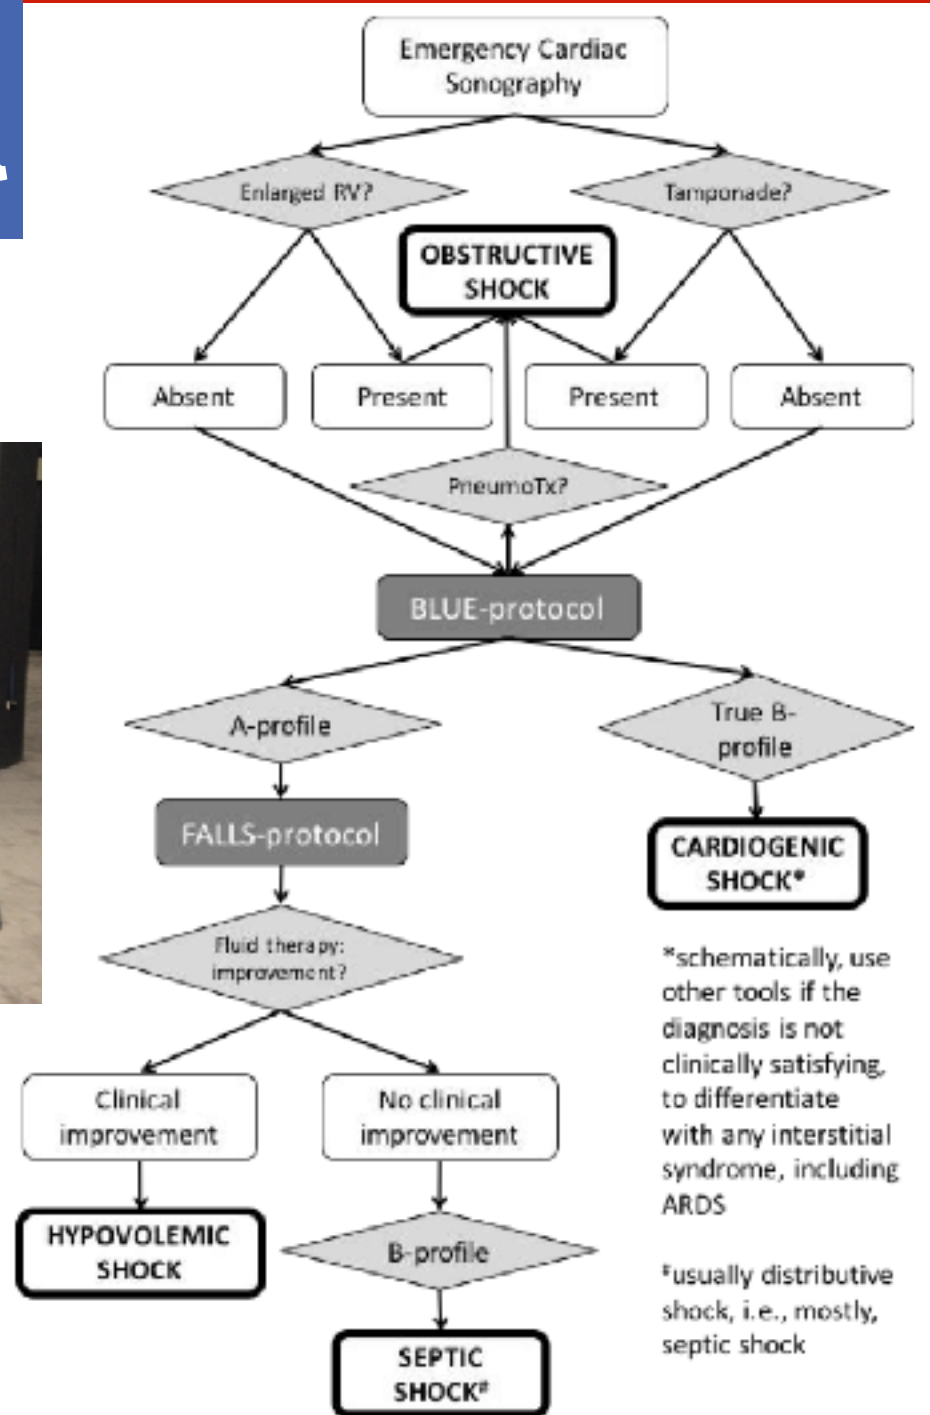 Emergency Cardiac
Sonography
Enlarged RV?
Tamponade?
OBSTRUCTIVE
SHOCK
Absent
Present
Present
Absent
PneumoTx?
BLUE-protocol
A-profile
True B-
profile
FALLS-protocol
CARDIOGENIC
SHOCK*
Fluid therapy:
improvement?
*schematically, use
other tools if the
diagnosis is not
clinically satisfying,
to differentiate
with any interstitial
syndrome, including
ARDS
Clinical
improvement
No clinical
improvement
HYPOVOLEMIC
SHOCK
B-profile
#usually distributive
shock, i.e., mostly,
septic shock
SEPTIC
SHOCK#